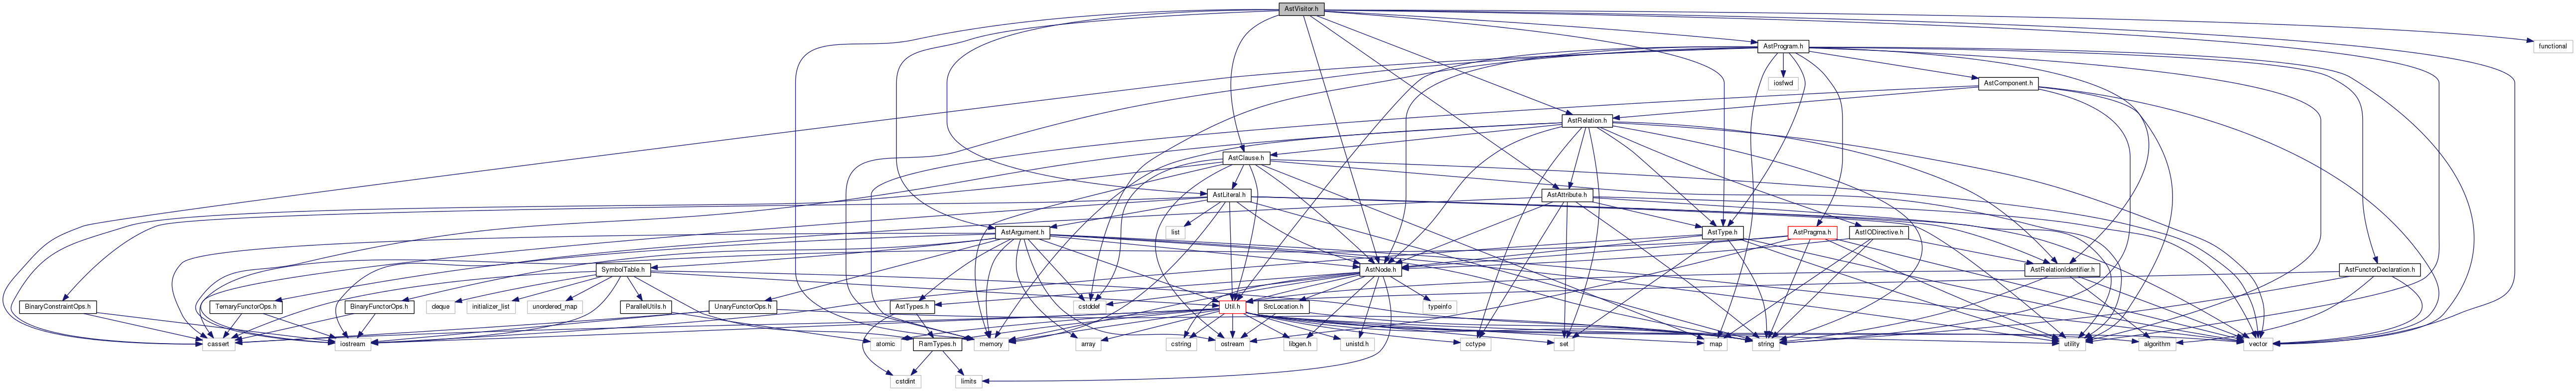 AstVisitor.h
AstProgram.h
functional
iosfwd
AstComponent.h
AstRelation.h
AstClause.h
AstLiteral.h
AstAttribute.h
list
AstArgument.h
AstType.h
AstPragma.h
AstIODirective.h
SymbolTable.h
AstNode.h
AstRelationIdentifier.h
AstFunctorDeclaration.h
BinaryConstraintOps.h
TernaryFunctorOps.h
BinaryFunctorOps.h
deque
initializer_list
unordered_map
ParallelUtils.h
UnaryFunctorOps.h
AstTypes.h
cstddef
Util.h
SrcLocation.h
typeinfo
cassert
iostream
atomic
RamTypes.h
memory
array
cstring
ostream
libgen.h
unistd.h
cctype
set
map
string
utility
algorithm
vector
cstdint
limits